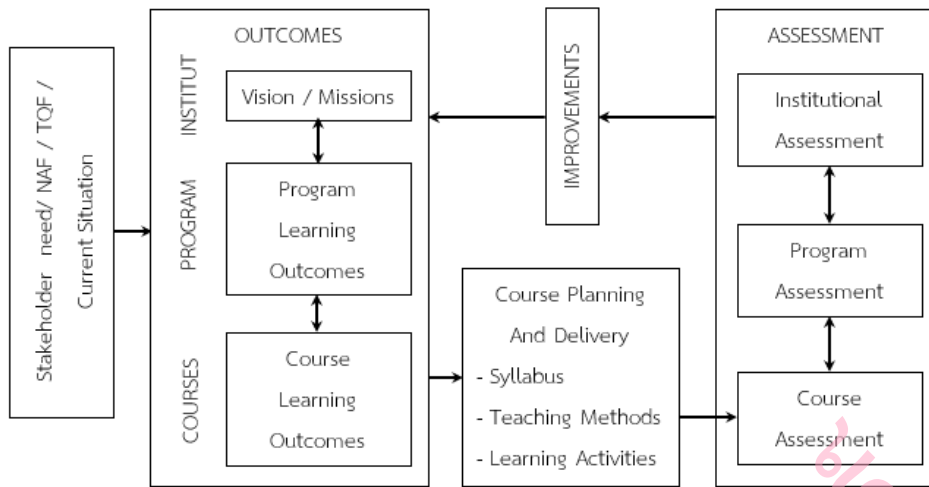 Stakeholder need/ NAF / TQF /
Current Situation
OUTCOMES
INSTITUT
Vision / Missions
PROGRAM
Program
Learning
Outcomes
COURSES
Course
Learning
Outcomes
IMPROVEMENTS
Course Planning
And Delivery
- Syllabus
- Teaching Methods
- Learning Activities
ASSESSMENT
Institutional
Assessment
Program
Assessment
Course
Assessment